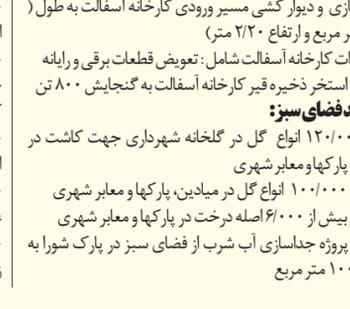 ازی و دیوار کشی مسیر ورودی کارخانه آسفالت به طول (
ر مربع و ارتفاع ۲/۲۰ متر)
ات کارخانه آسفالت شامل : تعویض قطعات برقی و رایانه
استخر ذخیره قیر کارخانه آسفالت به گنجایش ۸۰۰ تن
دفضای سبز:
۱۲۰/۰۰ انواع گل در گلخانه شهرداری جهت کاشت در
پارکها و معابر شهری
۱۰۰/۰۰۰ انواع گل در میادین، پارکها و معابر شهری
بیش از ۶/۰۰۰ اصله درخت در پارکها و معابر شهری
پروژه جداسازی آب شرب از فضای سبز در پارک شورا به
۱۰۰ متر مربع